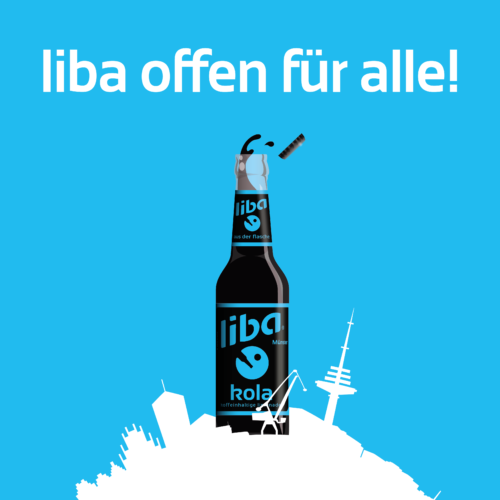 liba offen für alle!
liba
aus der flasche
liba
kola